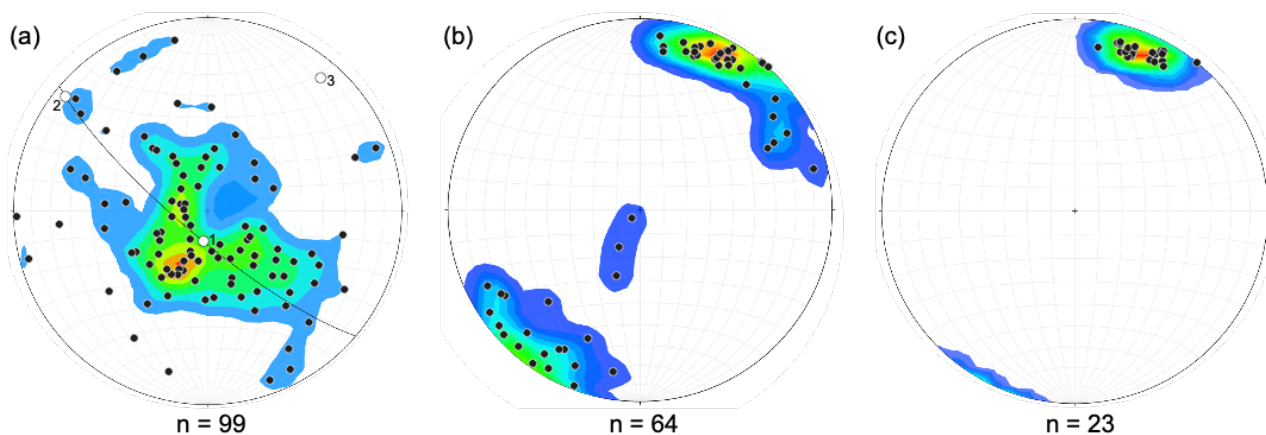 (a)
(b)
(c)
1
2
3
n = 99
n = 64
n = 23